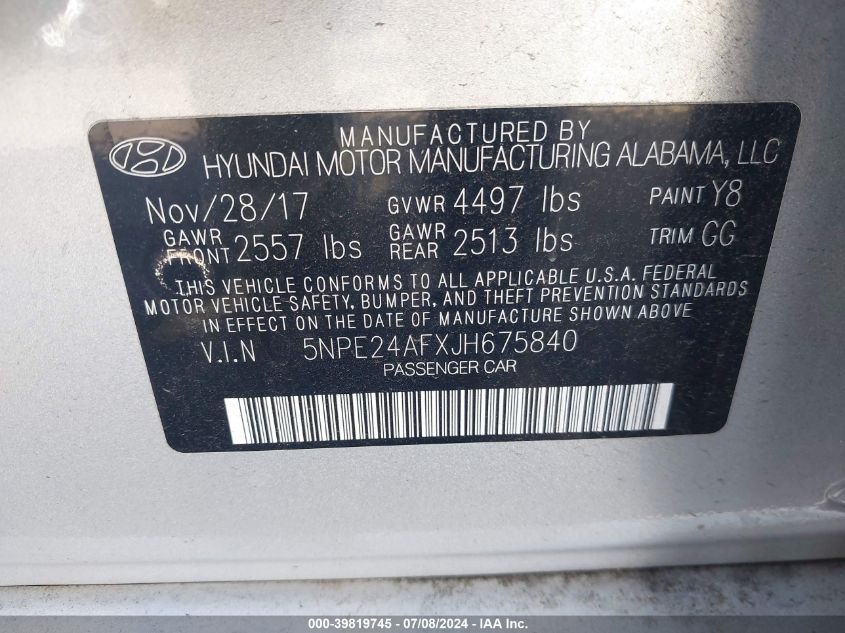 MANUFACTURED BY
HYUNDAI MOTOR MANUFACTURING ALABAMA, LLC
Nov/28/17 GVWR 4497 lbs PAINT Y8
GAWR FRONT 2557 lbs GAWR REAR 2513 lbs TRIM GG
THIS VEHICLE CONFORMS TO ALL APPLICABLE U.S.A. FEDERAL
MOTOR VEHICLE SAFETY, BUMPER, AND THEFT PREVENTION STANDARDS
IN EFFECT ON THE DATE OF MANUFACTURE SHOWN ABOVE
V.I.N 5NPE24AFXJH675840
PASSENGER CAR
000-39819745 - 07/08/2024 - IAA Inc.